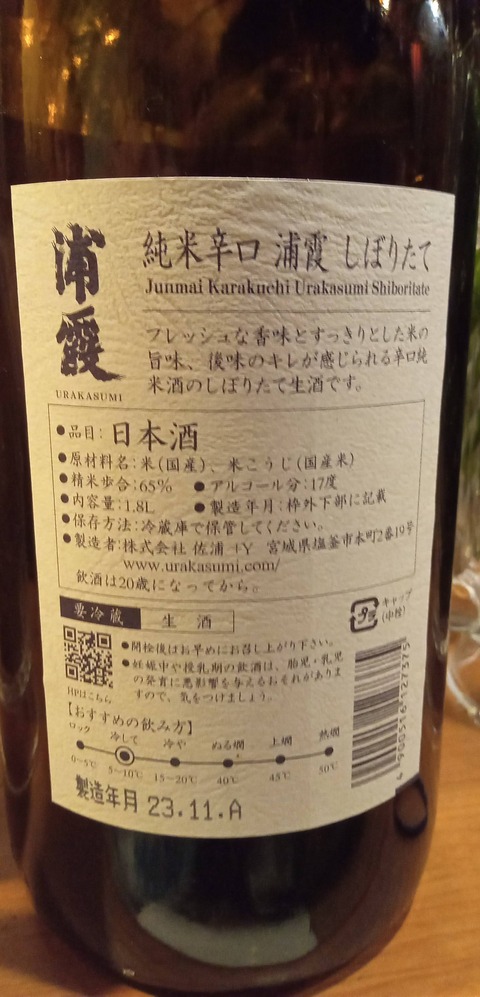 浦霞
URAKASUMI
純米辛口 浦霞 しぼりたて
Junmai Karakuchi Urakasumi Shiboritate
フレッシュな香味とすっきりとした米の
旨味、後味のキレが感じられる辛口純
米酒のしぼりたて生酒です。
●品目:日本酒
●原材料名:米(国産)、米こうじ(国産米)
●精米歩合:65% ●アルコール分:17度
●内容量:1.8L ●製造年月:枠外下部に記載
●保存方法:冷蔵庫で保管してください。
●製造者:株式会社 佐浦 +Y 宮城県塩釜市本町2番19号
www.urakasumi.com/
飲酒は20歳になってから。
要冷蔵 生酒
キャップ
(中栓)
●開栓後はお早めにお召し上がり下さい。
●妊娠中や授乳期の飲酒は、胎児・乳児
の発育に悪影響を与えるおそれがありま
すので、気をつけましょう。
HPはこちら
【おすすめの飲み方】
ロック 冷して 冷や ぬる燗 上燗 熱燗
0~5℃ 5~10℃ 15~20℃ 40℃ 45℃ 50℃
製造年月 23.11.A
4 900516 127375